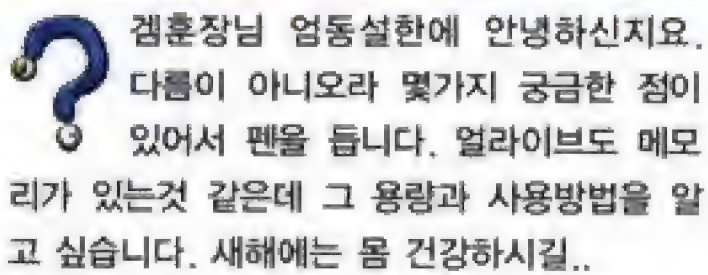 겜훈장님 엄동설한에 안녕하신지요.
다름이 아니오라 몇가지 궁금한 점이
있어서 펜을 듭니다. 얼라이브도 메모
리가 있는것 같은데 그 용량과 사용방법을 알
고 싶습니다. 새해에는 몸 건강하시길..